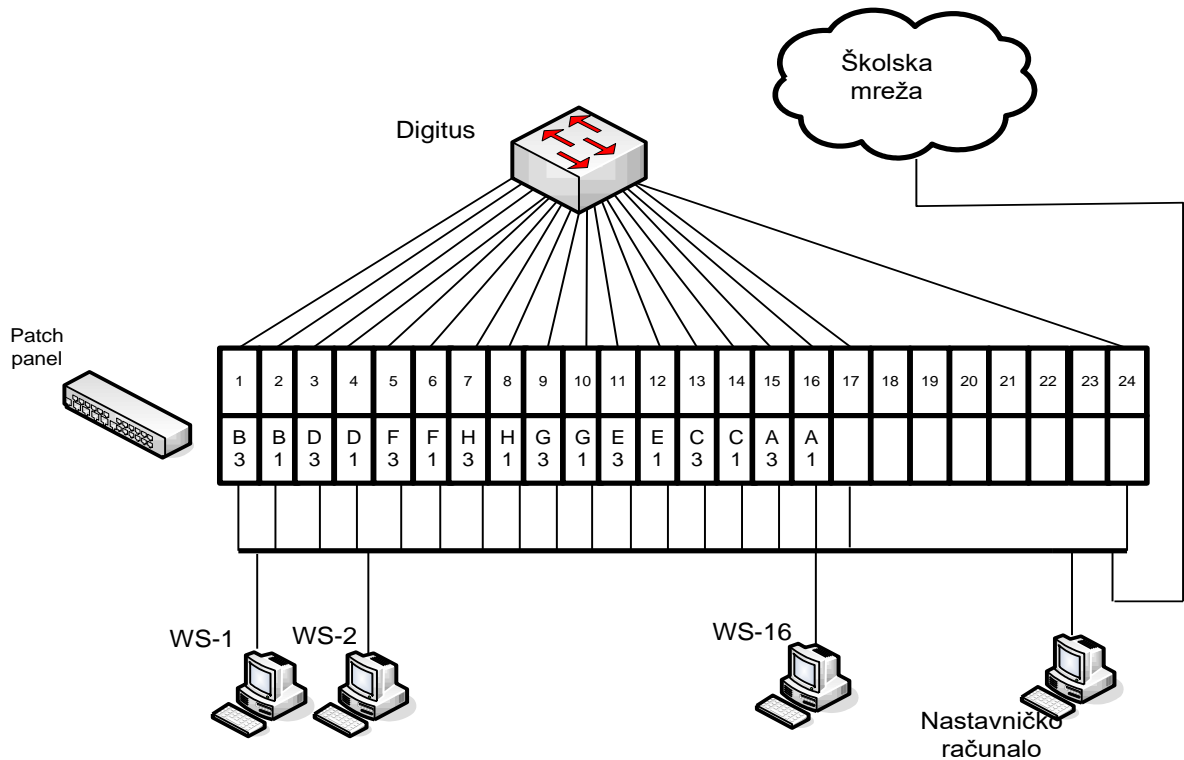 Školska
mreža
Digitus
Patch
panel
1 2 3 4 5 6 7 8 9 10 11 12 13 14 15 16 17 18 19 20 21 22 23 24
B B D D F F H H G G E E C C A A
3 1 3 1 3 1 3 1 3 1 3 1 3 1 3 1
WS-1
WS-2
WS-16
Nastavničko
računalo